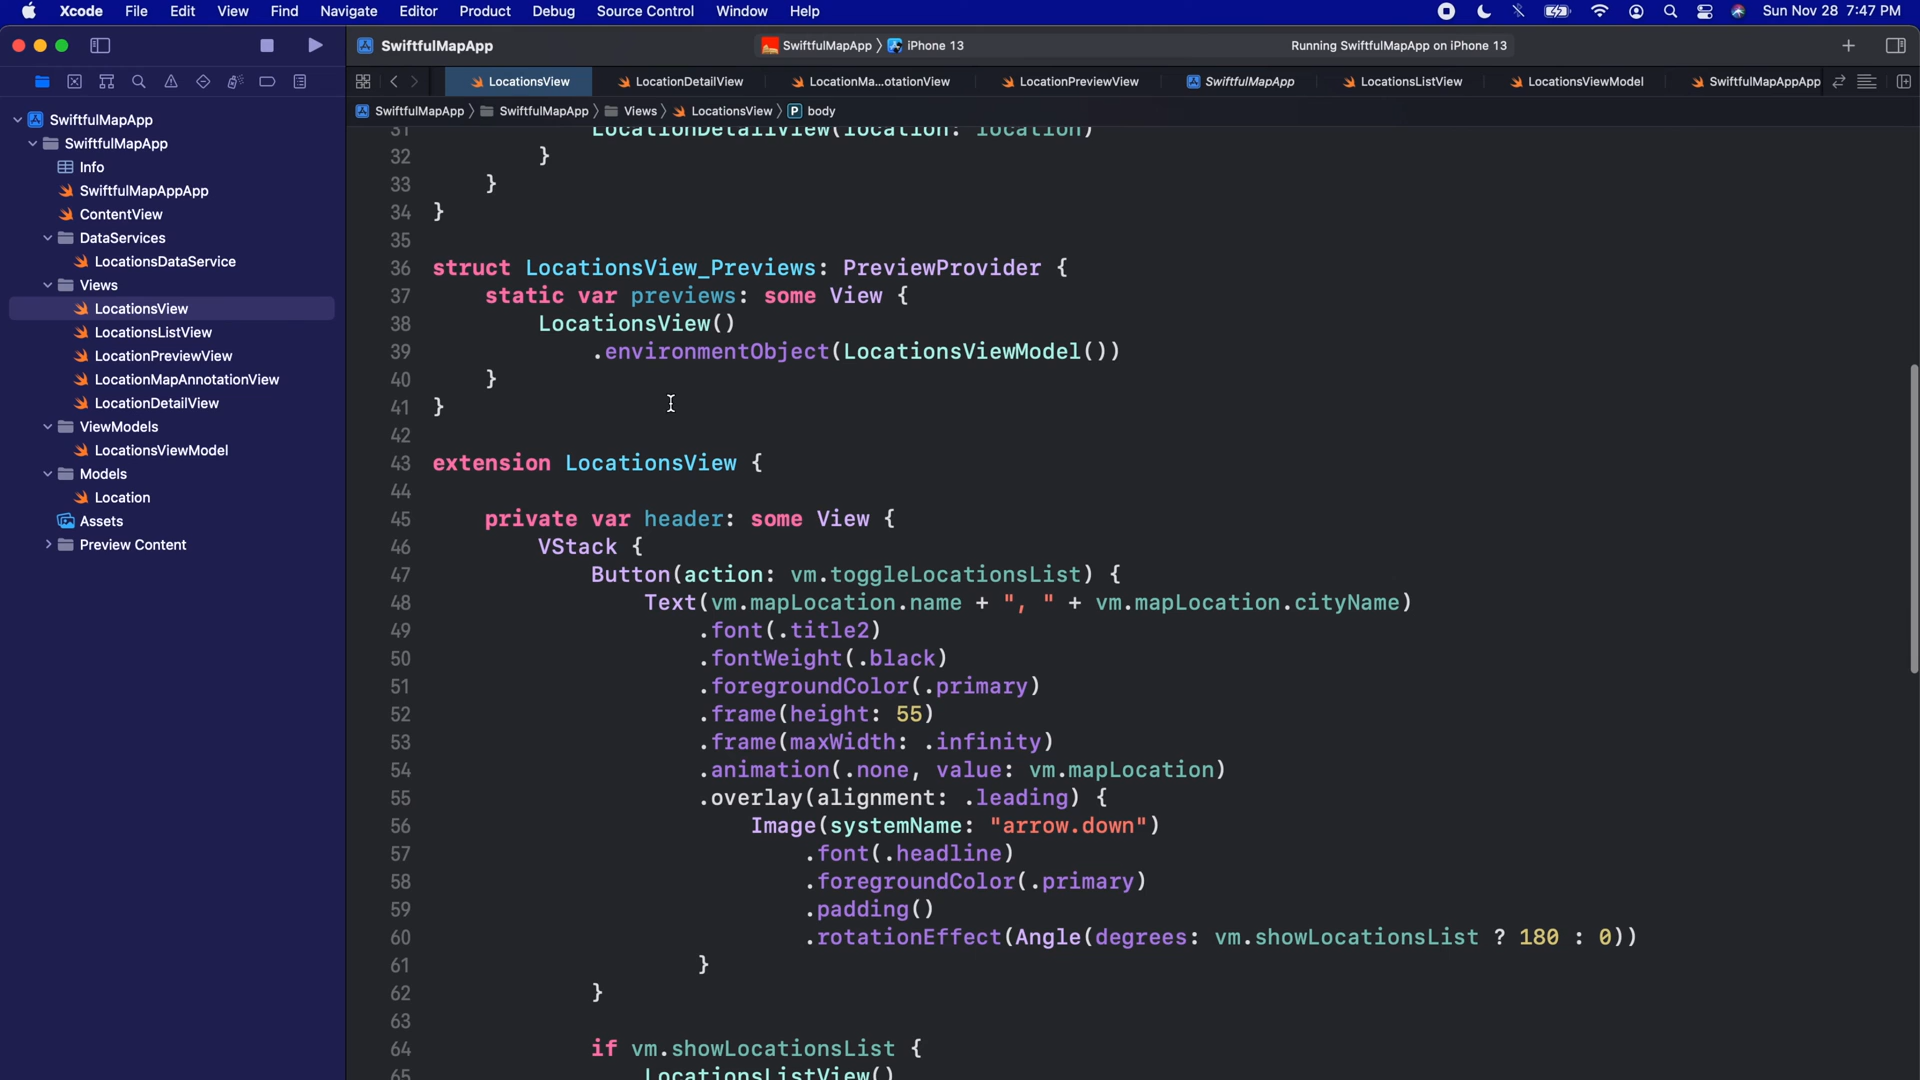 Xcode File Edit View Find Navigate Editor Product Debug Source Control Window Help Sun Nov 28 7:47 PM
SwiftfulMapApp SwiftfulMapApp iPhone 13 Running SwiftfulMapApp on iPhone 13
LocationsView LocationDetailView LocationMa...otationView LocationPreviewView SwiftfulMapApp LocationsListView LocationsViewModel SwiftfulMapAppApp
SwiftfulMapApp SwiftfulMapApp Views LocationsView P body
SwiftfulMapApp
SwiftfulMapApp
Info
SwiftfulMapAppApp
ContentView
DataServices
LocationsDataService
Views
LocationsView
LocationsListView
LocationPreviewView
LocationMapAnnotationView
LocationDetailView
ViewModels
LocationsViewModel
Models
Location
Assets
Preview Content
31 LocationDetailView(location: location)
32 }
33 }
34 }
35
36 struct LocationsView_Previews: PreviewProvider {
37 static var previews: some View {
38 LocationsView()
39 .environmentObject(LocationsViewModel())
40 }
41 }
42
43 extension LocationsView {
44
45 private var header: some View {
46 VStack {
47 Button(action: vm.toggleLocationsList) {
48 Text(vm.mapLocation.name + ", " + vm.mapLocation.cityName)
49 .font(.title2)
50 .fontWeight(.black)
51 .foregroundColor(.primary)
52 .frame(height: 55)
53 .frame(maxWidth: .infinity)
54 .animation(.none, value: vm.mapLocation)
55 .overlay(alignment: .leading) {
56 Image(systemName: "arrow.down")
57 .font(.headline)
58 .foregroundColor(.primary)
59 .padding()
60 .rotationEffect(Angle(degrees: vm.showLocationsList ? 180 : 0))
61 }
62 }
63
64 if vm.showLocationsList {
65 LocationsListView()